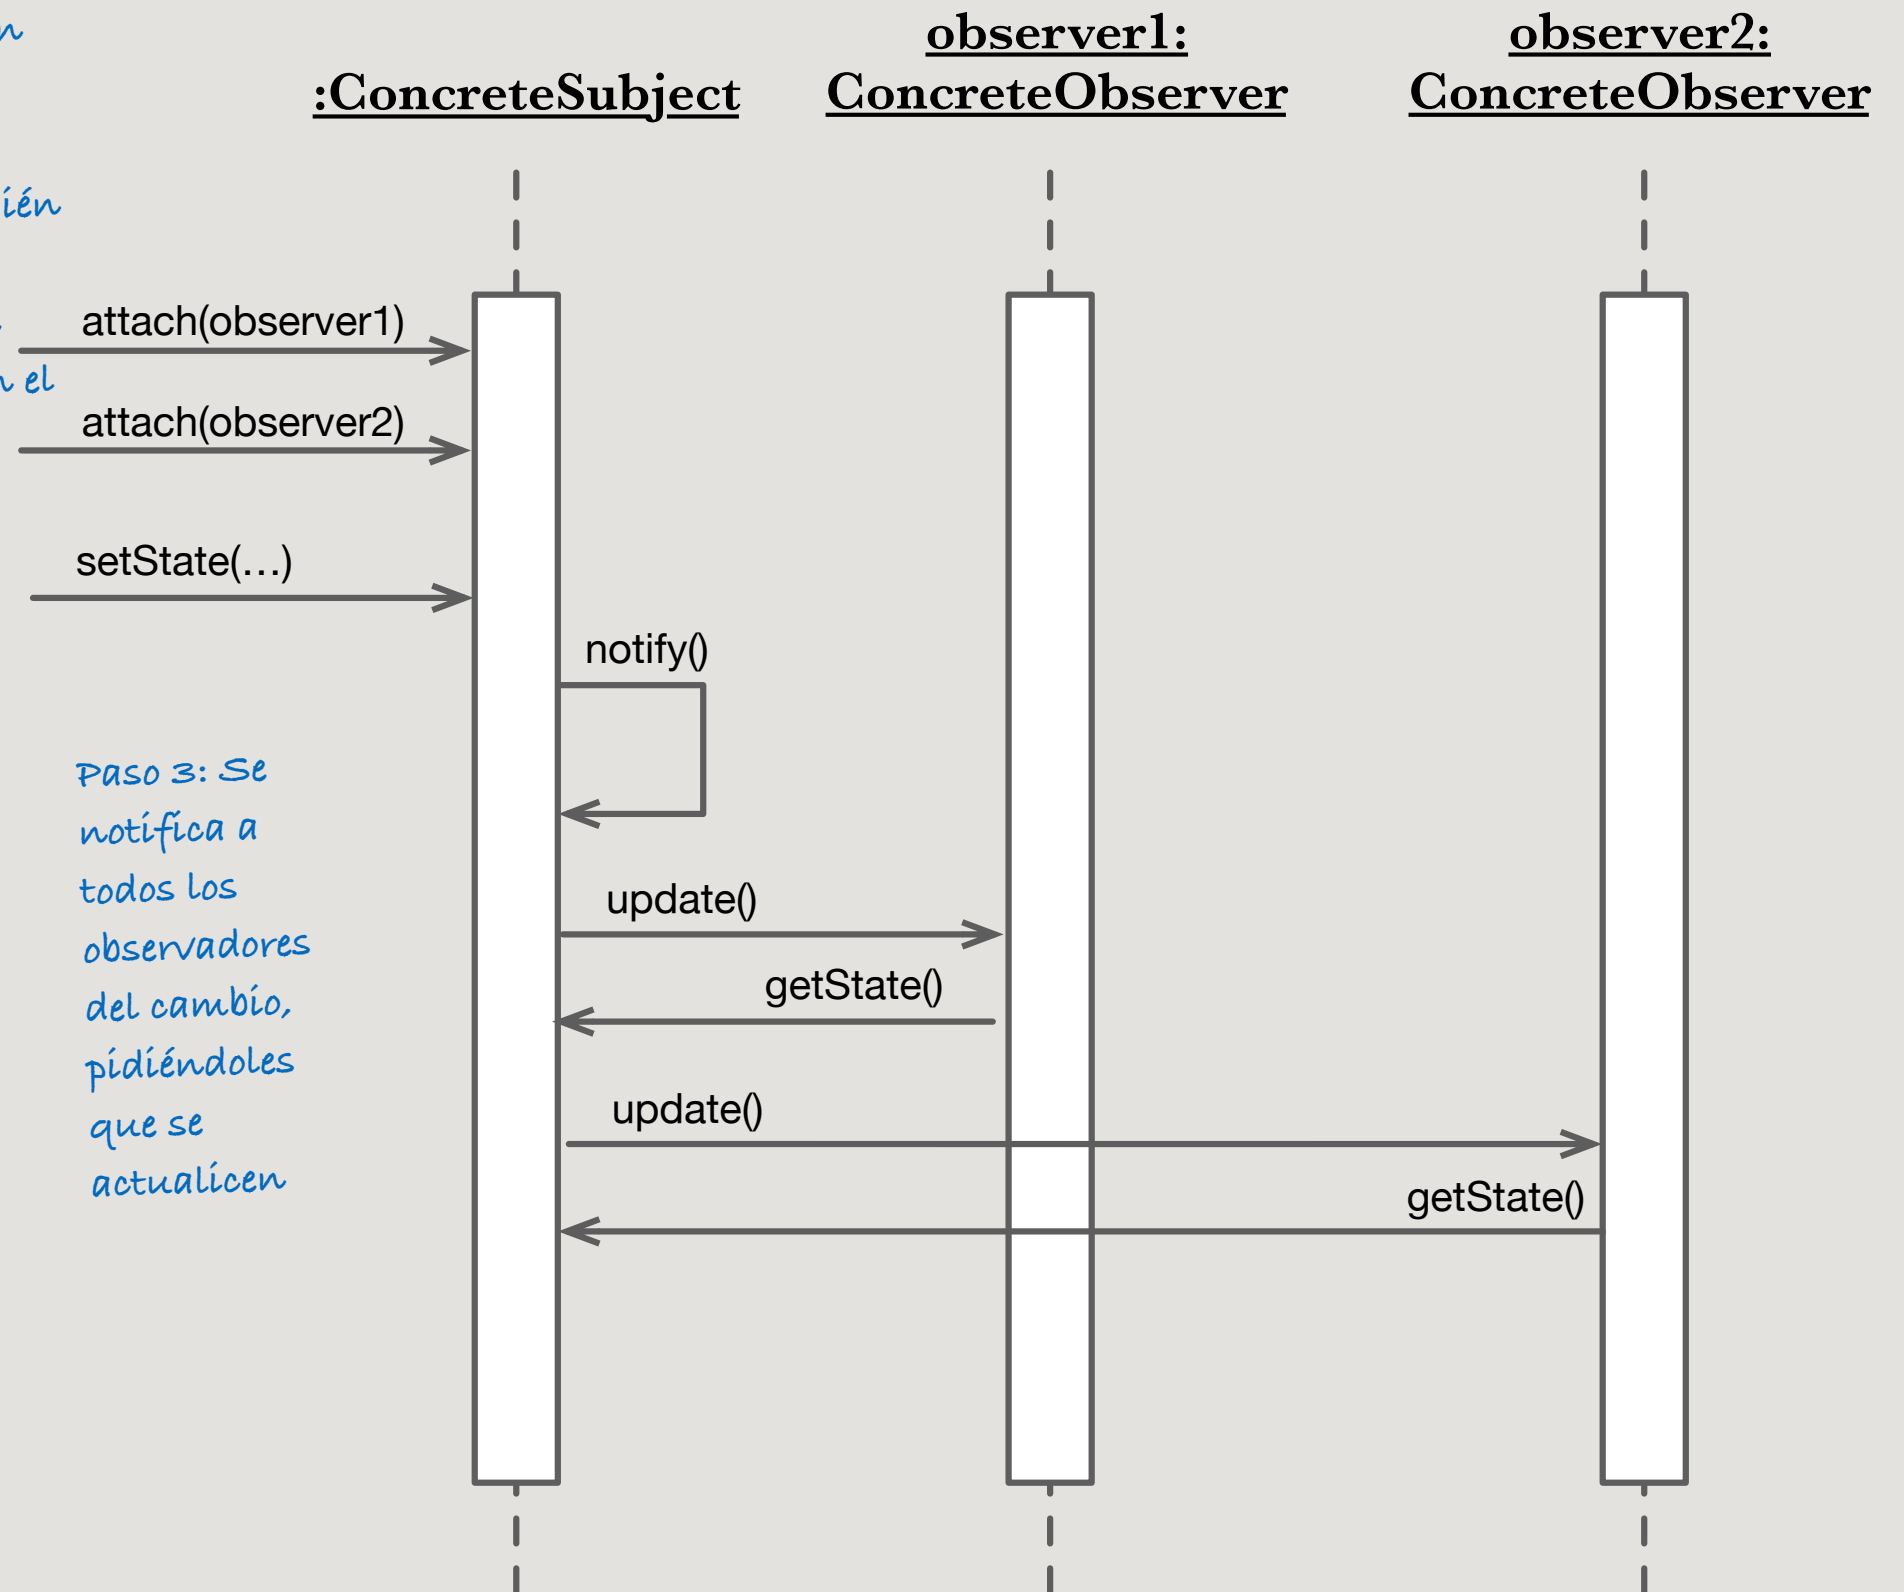 observer1:
ConcreteObserver
observer2:
ConcreteObserver
:ConcreteSubject
attach(observer1)
el
attach(observer2)
setState(...)
notify()
Paso 3: Se
notifica a
todos los
observadores
del cambio,
pidiéndoles
que se
actualicen
update()
getState()
update()
getState()